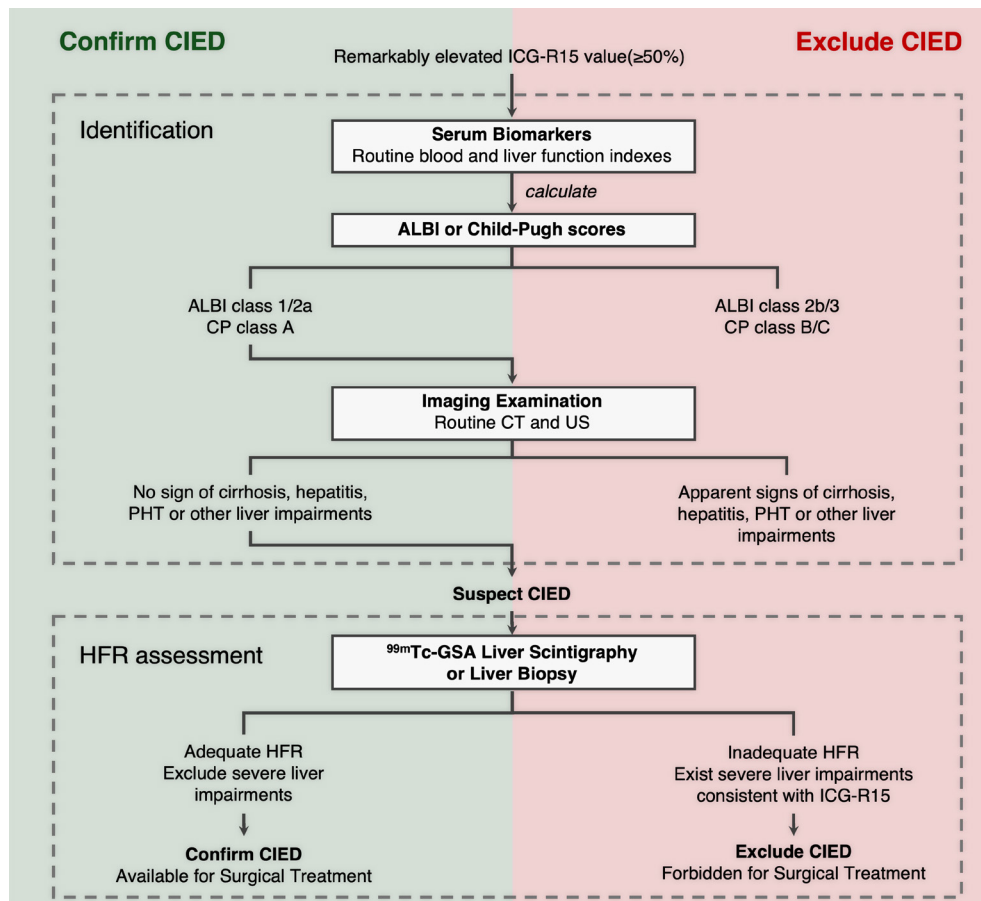 Confirm CIED
Exclude CIED
Remarkably elevated ICG-R15 value(≥50%)
Identification
Serum Biomarkers
Routine blood and liver function indexes
calculate
ALBI or Child-Pugh scores
ALBI class 1/2a
CP class A
ALBI class 2b/3
CP class B/C
Imaging Examination
Routine CT and US
No sign of cirrhosis, hepatitis,
PHT or other liver impairments
Apparent signs of cirrhosis,
hepatitis, PHT or other liver
impairments
Suspect CIED
HFR assessment
⁹⁹ᵐTc-GSA Liver Scintigraphy
or Liver Biopsy
Adequate HFR
Exclude severe liver
impairments
Inadequate HFR
Exist severe liver impairments
consistent with ICG-R15
Confirm CIED
Available for Surgical Treatment
Exclude CIED
Forbidden for Surgical Treatment